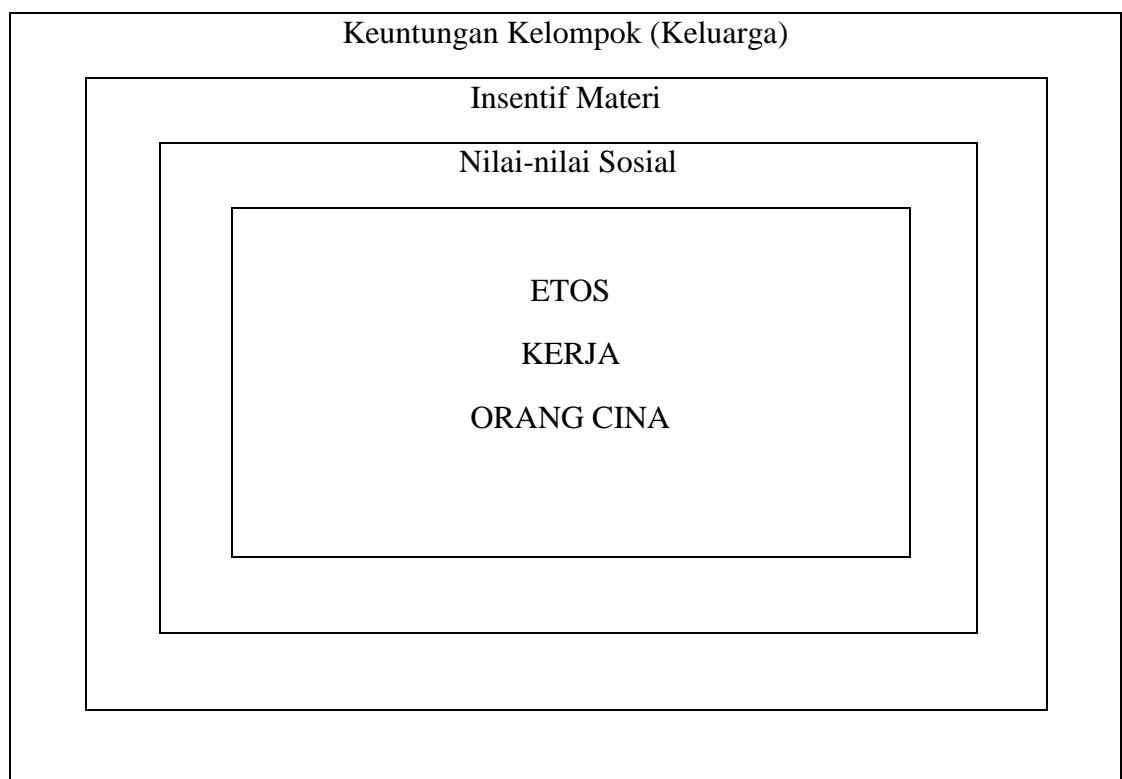 Keuntungan Kelompok (Keluarga)
Insentif Materi
Nilai-nilai Sosial
ETOS
KERJA
ORANG CINA